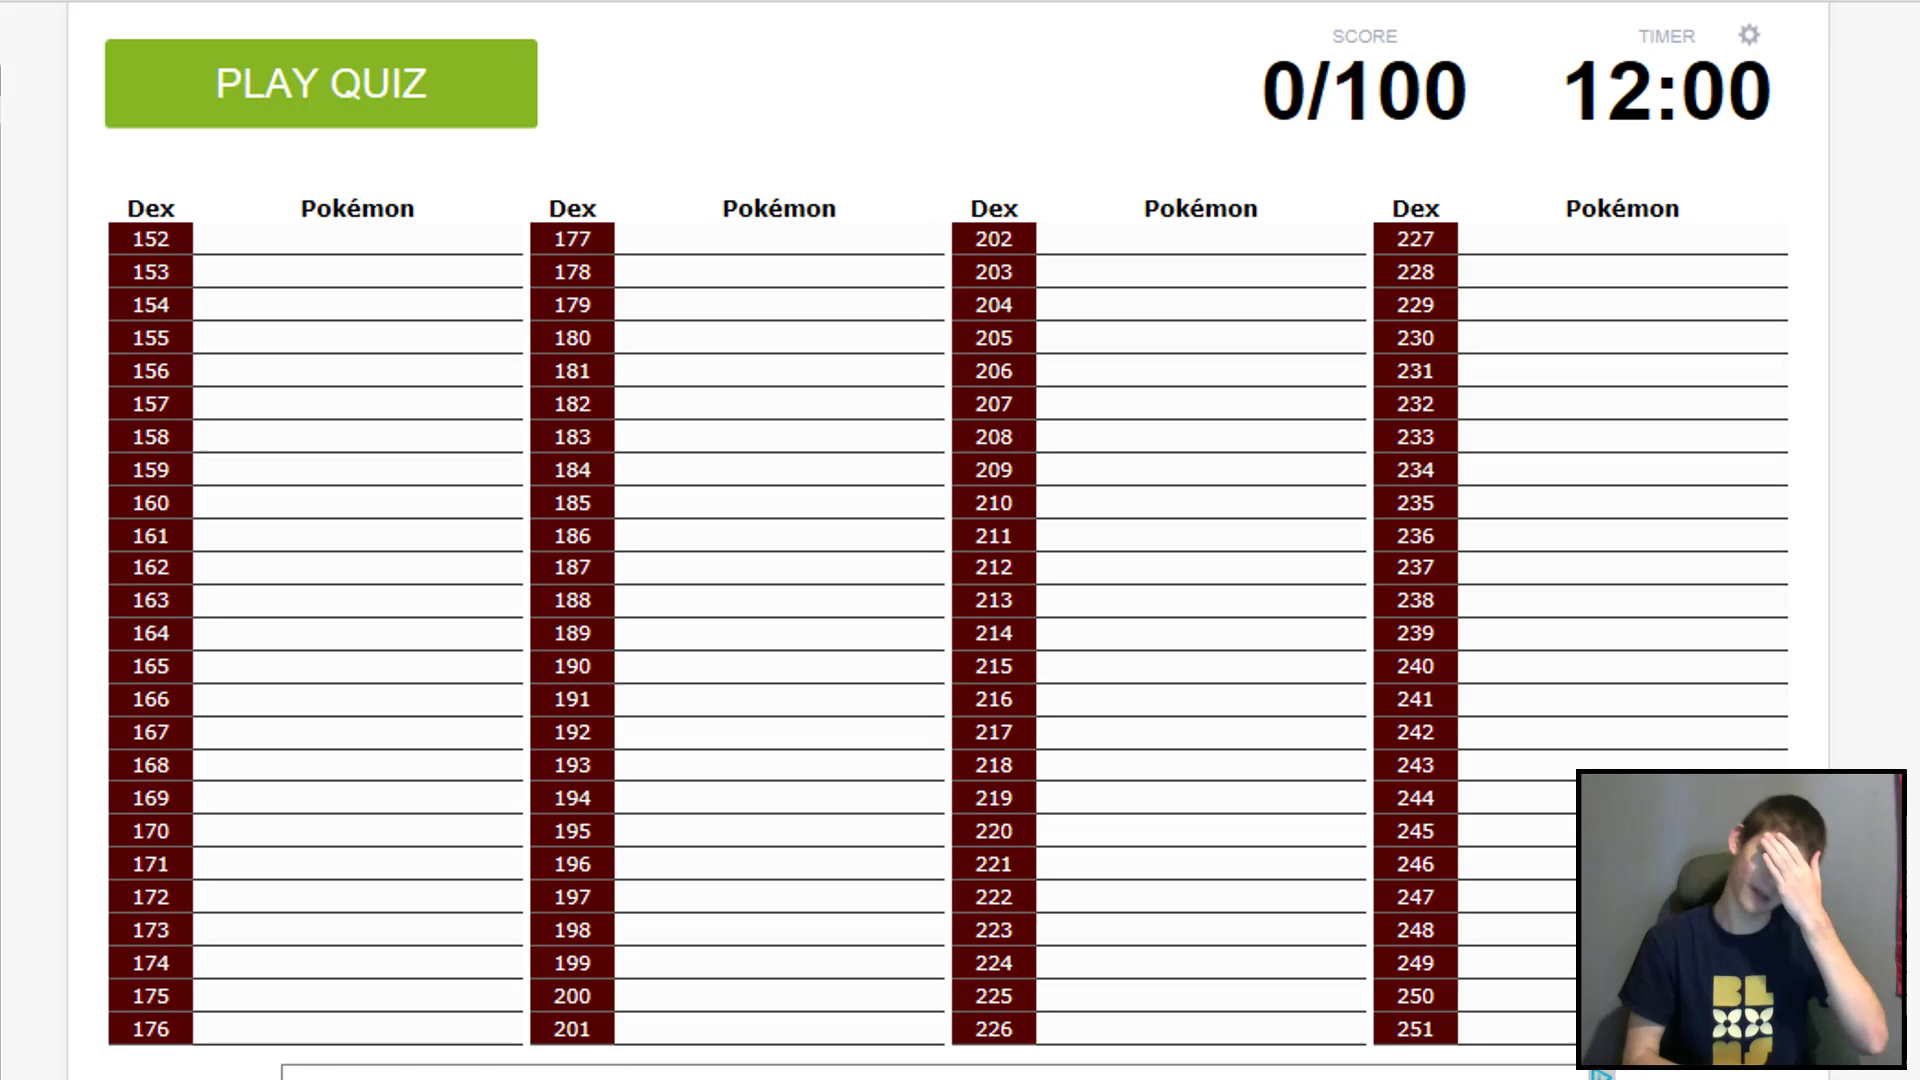 PLAY QUIZ
SCORE
0/100
TIMER
12:00
Dex Pokémon Dex Pokémon Dex Pokémon Dex Pokémon
152 177 202 227
153 178 203 228
154 179 204 229
155 180 205 230
156 181 206 231
157 182 207 232
158 183 208 233
159 184 209 234
160 185 210 235
161 186 211 236
162 187 212 237
163 188 213 238
164 189 214 239
165 190 215 240
166 191 216 241
167 192 217 242
168 193 218 243
169 194 219 244
170 195 220 245
171 196 221 246
172 197 222 247
173 198 223 248
174 199 224 249
175 200 225 250
176 201 226 251
BL